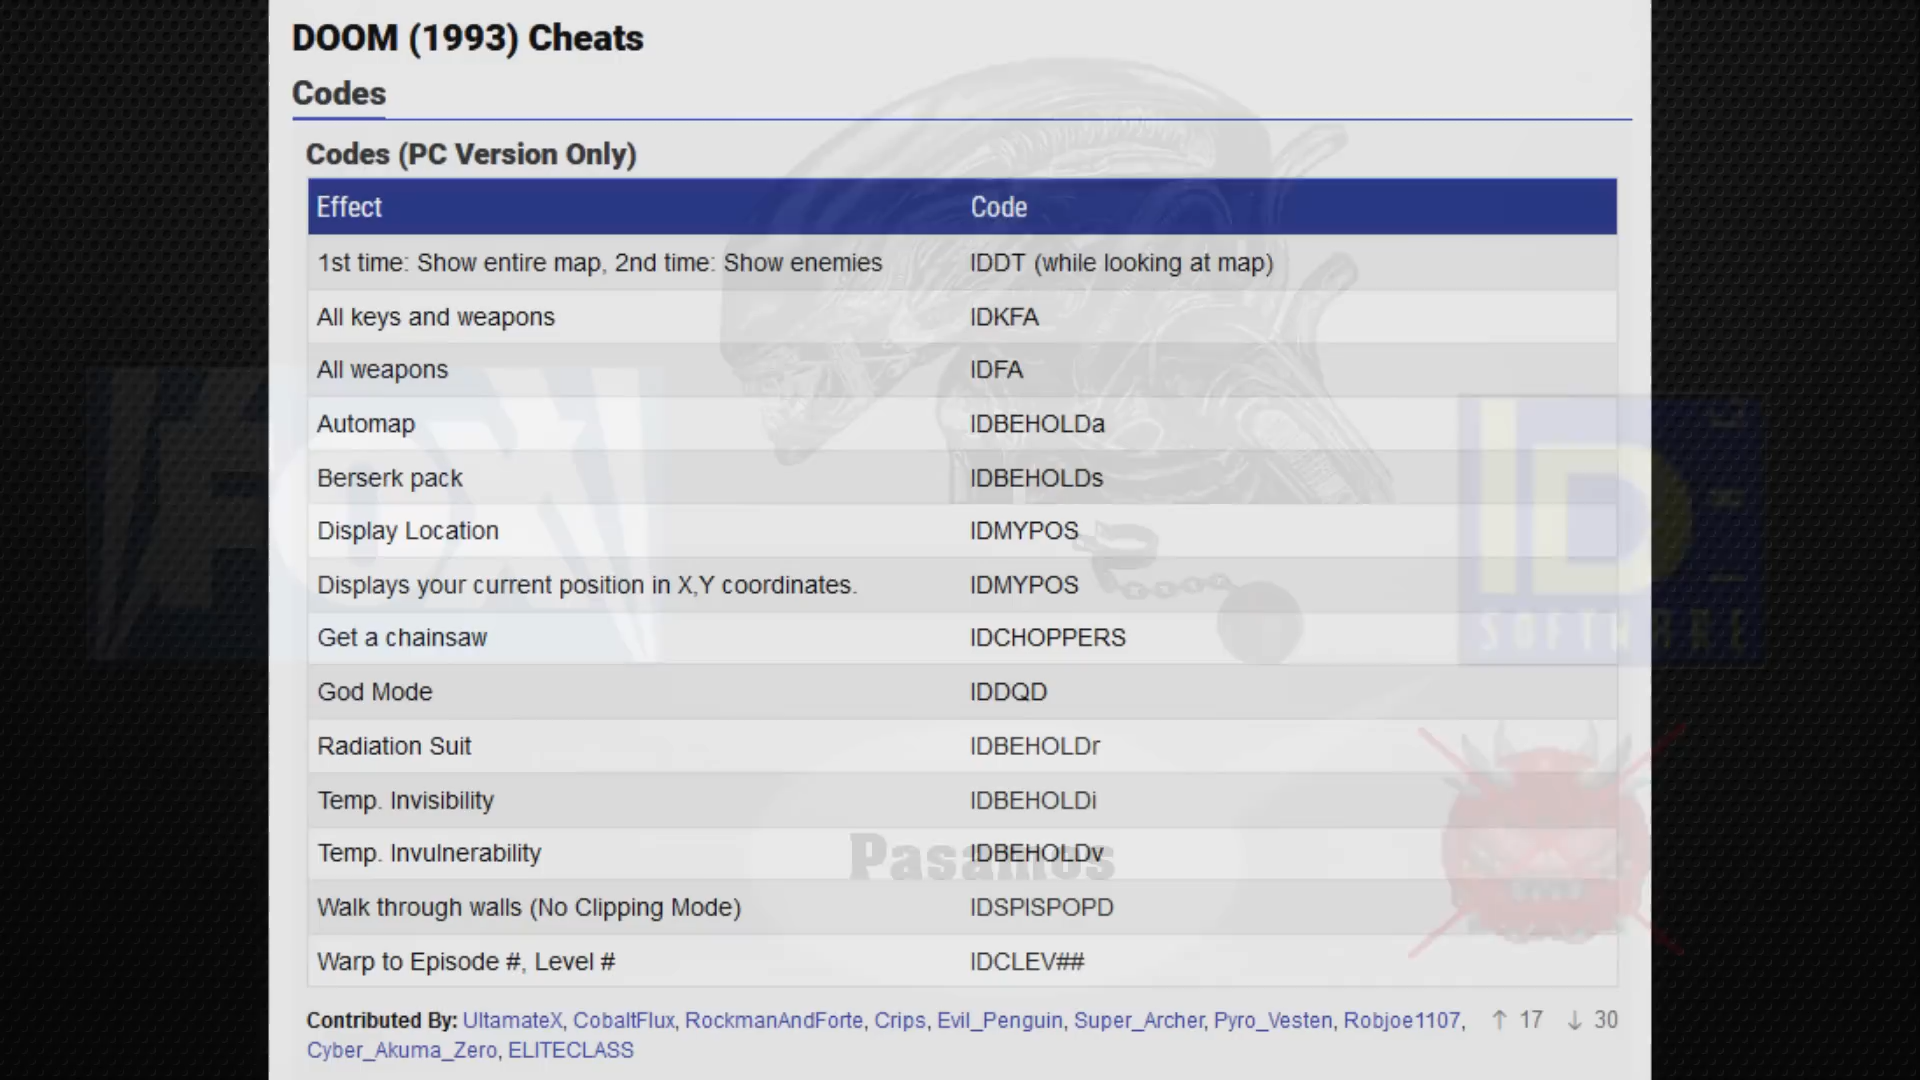 DOOM (1993) Cheats
Codes
Codes (PC Version Only)
Effect Code
1st time: Show entire map, 2nd time: Show enemies IDDT (while looking at map)
All keys and weapons IDKFA
All weapons IDFA
Automap IDBEHOLDa
Berserk pack IDBEHOLDs
Display Location IDMYPOS
Displays your current position in X,Y coordinates. IDMYPOS
Get a chainsaw IDCHOPPERS
God Mode IDDQD
Radiation Suit IDBEHOLDr
Temp. Invisibility IDBEHOLDi
Temp. Invulnerability IDBEHOLDv
Walk through walls (No Clipping Mode) IDSPISPOPD
Warp to Episode #, Level # IDCLEV##
Contributed By: UltamateX, CobaltFlux, RockmanAndForte, Crips, Evil_Penguin, Super_Archer, Pyro_Vesten, Robjoe1107, ↑ 17 ↓ 30
Cyber_Akuma_Zero, ELITECLASS
FOX
ID
SOFTWARE
Pasamos